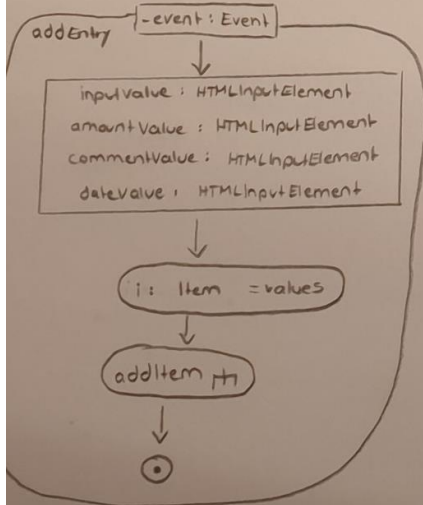 -event : Event
addEntry
inputValue : HTMLInputElement
amountValue : HTMLInputElement
commentValue : HTMLInputElement
dateValue : HTMLInputElement
i : Item = values
addItem